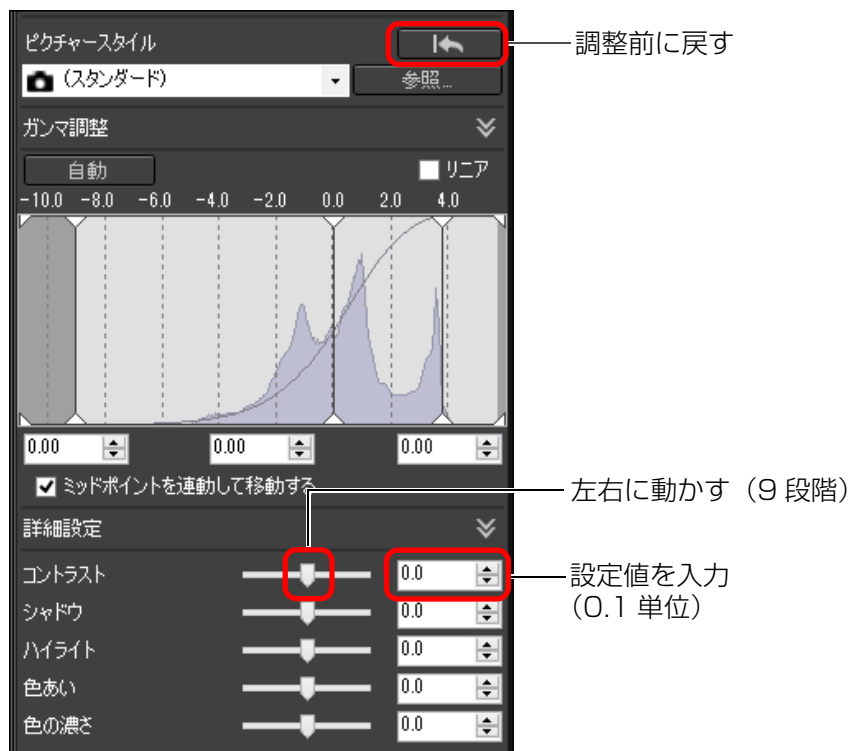 ピクチャースタイル
調整前に戻す
(スタンダード)
参照...
ガンマ調整
自動
リニア
-10.0 -8.0 -6.0 -4.0 -2.0 0.0 2.0 4.0
0.00 0.00 0.00
ミッドポイントを連動して移動する
左右に動かす（9 段階）
詳細設定
コントラスト 0.0
設定値を入力
（0.1 単位）
シャドウ 0.0
ハイライト 0.0
色あい 0.0
色の濃さ 0.0